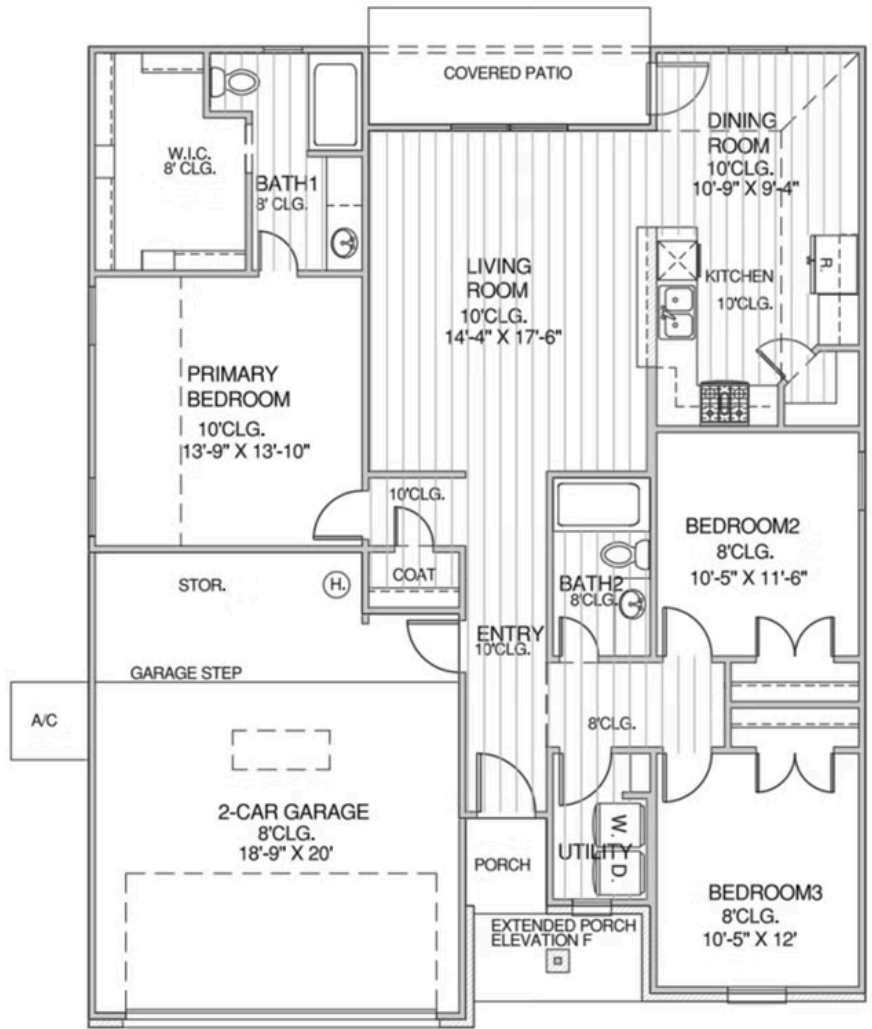 COVERED PATIO
DINING
ROOM
10'CLG.
10'-9" X 9'-4"
W.I.C.
8' CLG.
BATH1
8' CLG.
LIVING
ROOM
10'CLG.
14'-4" X 17'-6"
KITCHEN
10'CLG.
R.
PRIMARY
BEDROOM
10'CLG.
13'-9" X 13'-10"
10'CLG.
COAT
BEDROOM2
8'CLG.
10'-5" X 11'-6"
BATH2
8'CLG.
STOR.
H.
ENTRY
10'CLG.
GARAGE STEP
A/C
8'CLG.
2-CAR GARAGE
8'CLG.
18'-9" X 20'
PORCH
UTILITY
W.
D.
BEDROOM3
8'CLG.
10'-5" X 12'
EXTENDED PORCH
ELEVATION F